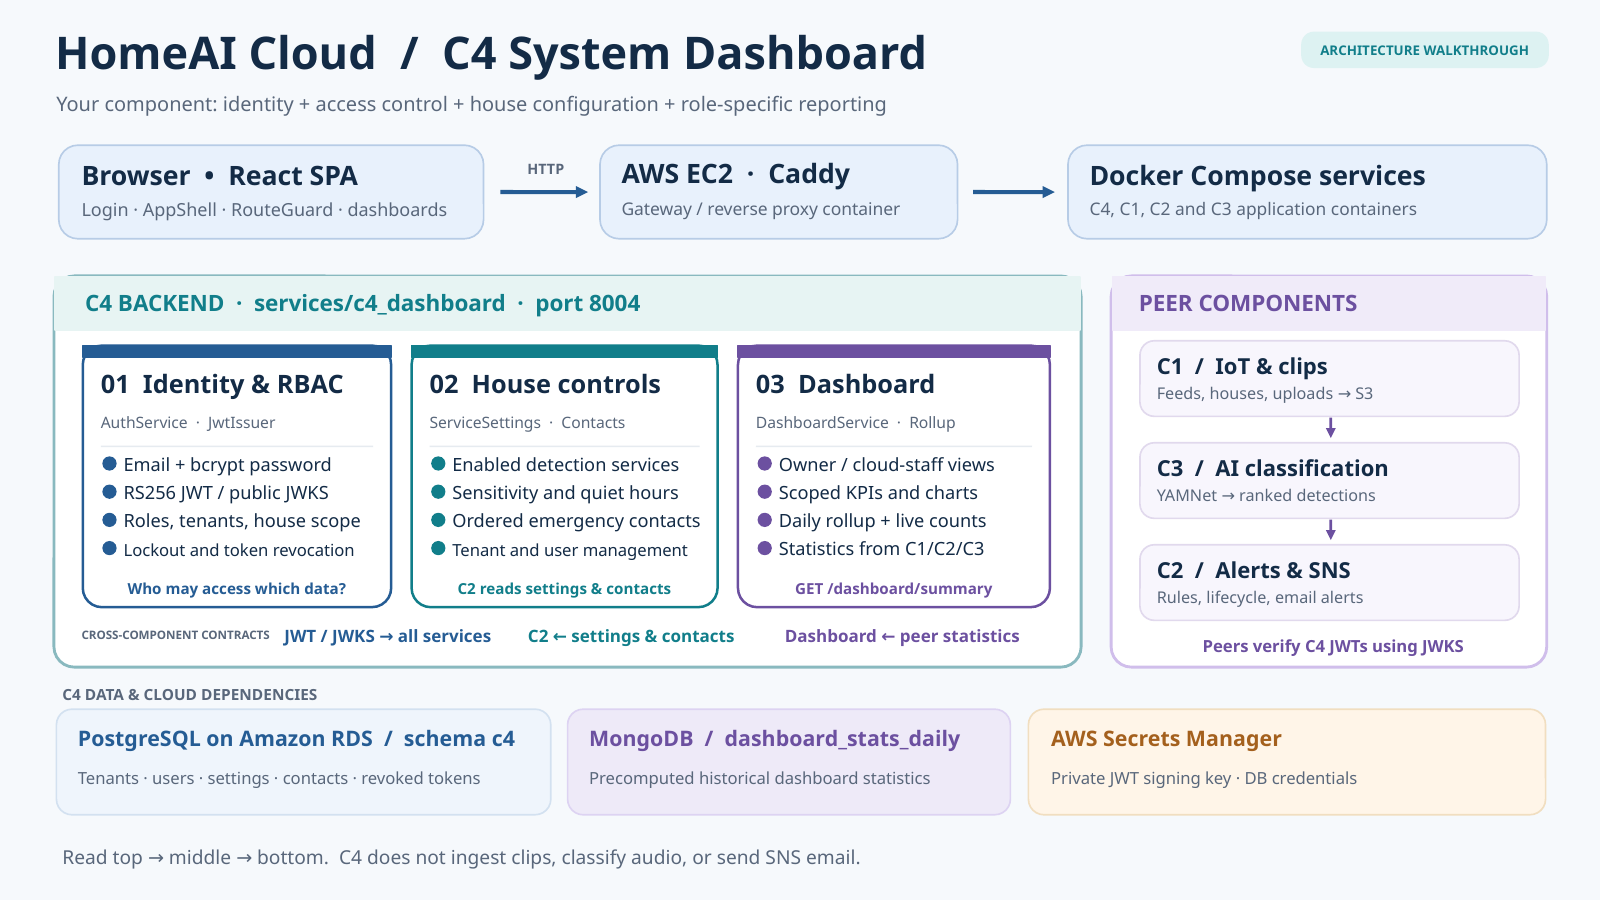 HomeAI Cloud / C4 System Dashboard
ARCHITECTURE WALKTHROUGH
Your component: identity + access control + house configuration + role-specific reporting
Browser • React SPA
Login · AppShell · RouteGuard · dashboards
HTTP
AWS EC2 · Caddy
Gateway / reverse proxy container
Docker Compose services
C4, C1, C2 and C3 application containers
C4 BACKEND · services/c4_dashboard · port 8004
01 Identity & RBAC
AuthService · JwtIssuer
Email + bcrypt password
RS256 JWT / public JWKS
Roles, tenants, house scope
Lockout and token revocation
Who may access which data?
02 House controls
ServiceSettings · Contacts
Enabled detection services
Sensitivity and quiet hours
Ordered emergency contacts
Tenant and user management
C2 reads settings & contacts
03 Dashboard
DashboardService · Rollup
Owner / cloud-staff views
Scoped KPIs and charts
Daily rollup + live counts
Statistics from C1/C2/C3
GET /dashboard/summary
CROSS-COMPONENT CONTRACTS
JWT / JWKS → all services
C2 ← settings & contacts
Dashboard ← peer statistics
PEER COMPONENTS
C1 / IoT & clips
Feeds, houses, uploads → S3
C3 / AI classification
YAMNet → ranked detections
C2 / Alerts & SNS
Rules, lifecycle, email alerts
Peers verify C4 JWTs using JWKS
C4 DATA & CLOUD DEPENDENCIES
PostgreSQL on Amazon RDS / schema c4
Tenants · users · settings · contacts · revoked tokens
MongoDB / dashboard_stats_daily
Precomputed historical dashboard statistics
AWS Secrets Manager
Private JWT signing key · DB credentials
Read top → middle → bottom. C4 does not ingest clips, classify audio, or send SNS email.